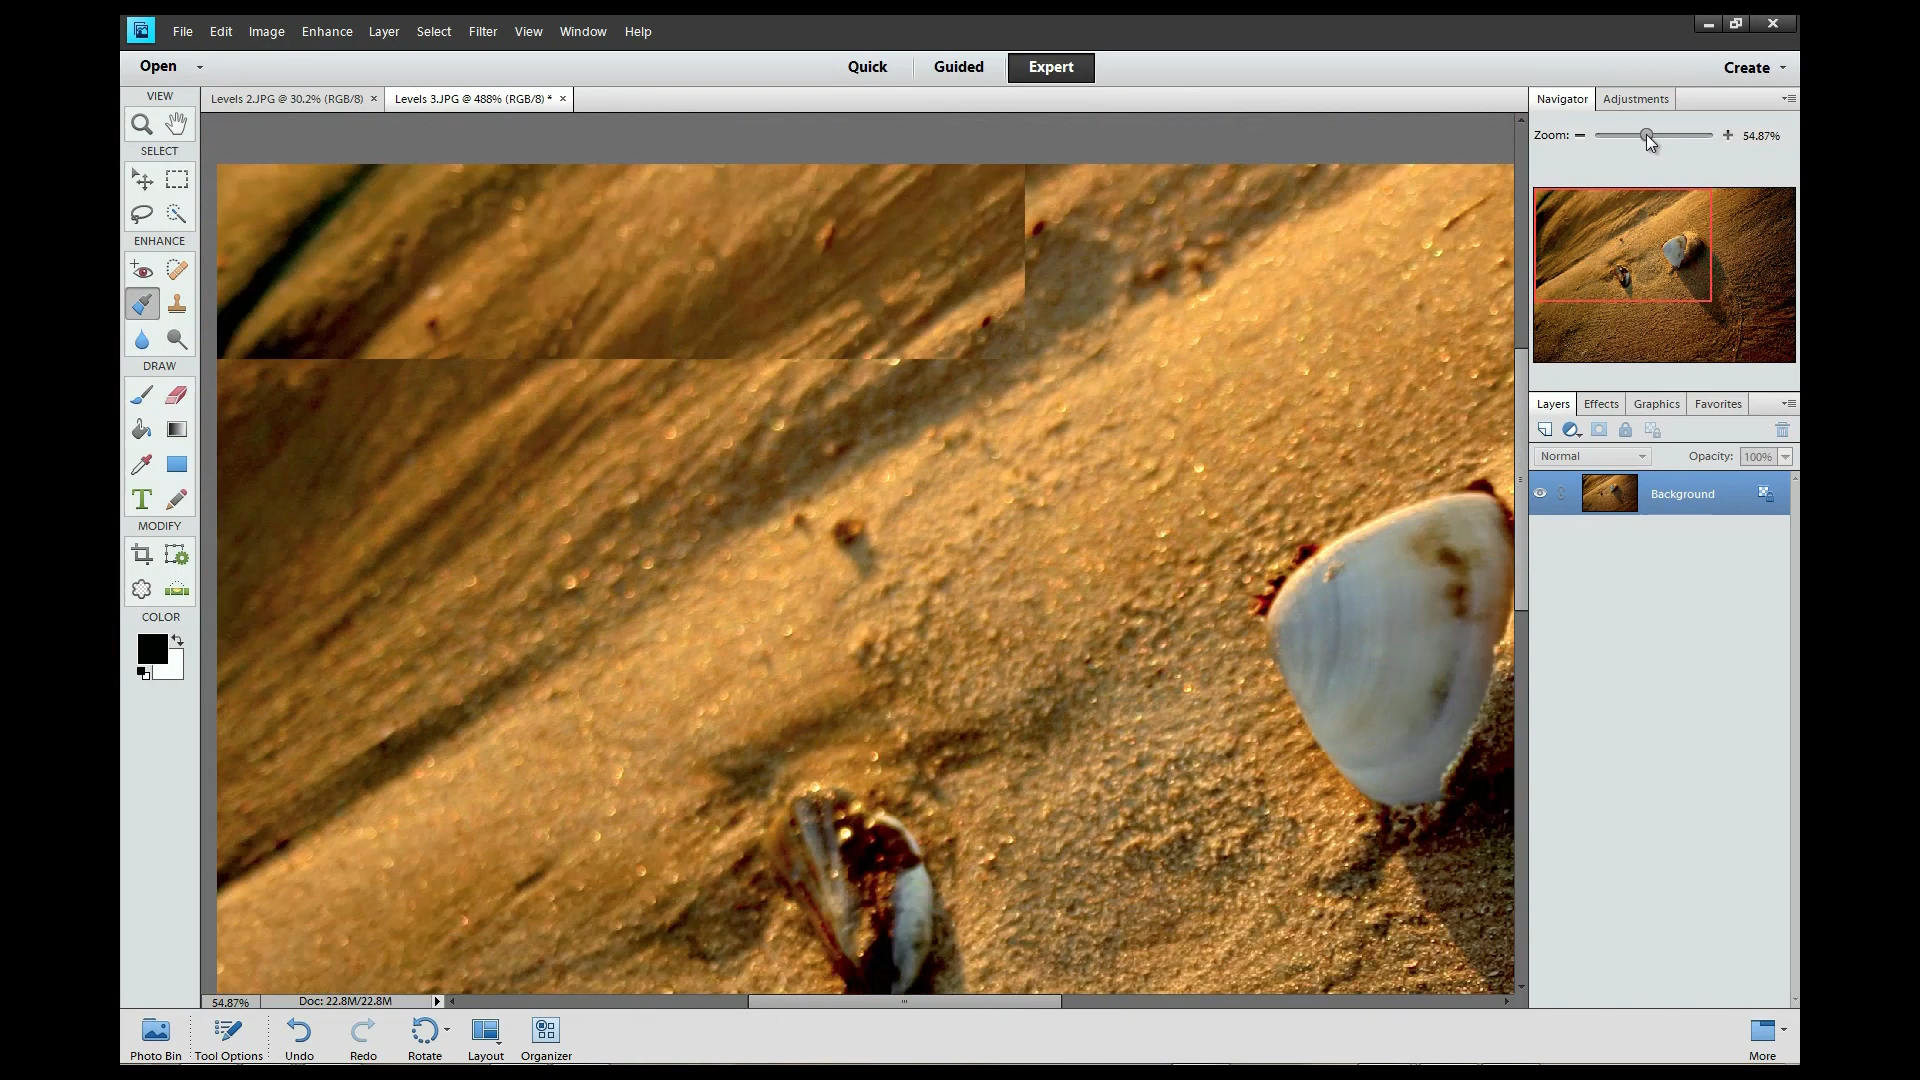 File Edit Image Enhance Layer Select Filter View Window Help
Open Quick Guided Expert Create
VIEW
Levels 2.JPG @ 30.2% (RGB/8) × Levels 3.JPG @ 488% (RGB/8) * ×
Navigator Adjustments
Zoom: 54.87%
SELECT
ENHANCE
DRAW
Layers Effects Graphics Favorites
Normal Opacity: 100%
Background
T
MODIFY
COLOR
54.87% Doc: 22.8M/22.8M
Photo Bin Tool Options Undo Redo Rotate Layout Organizer More